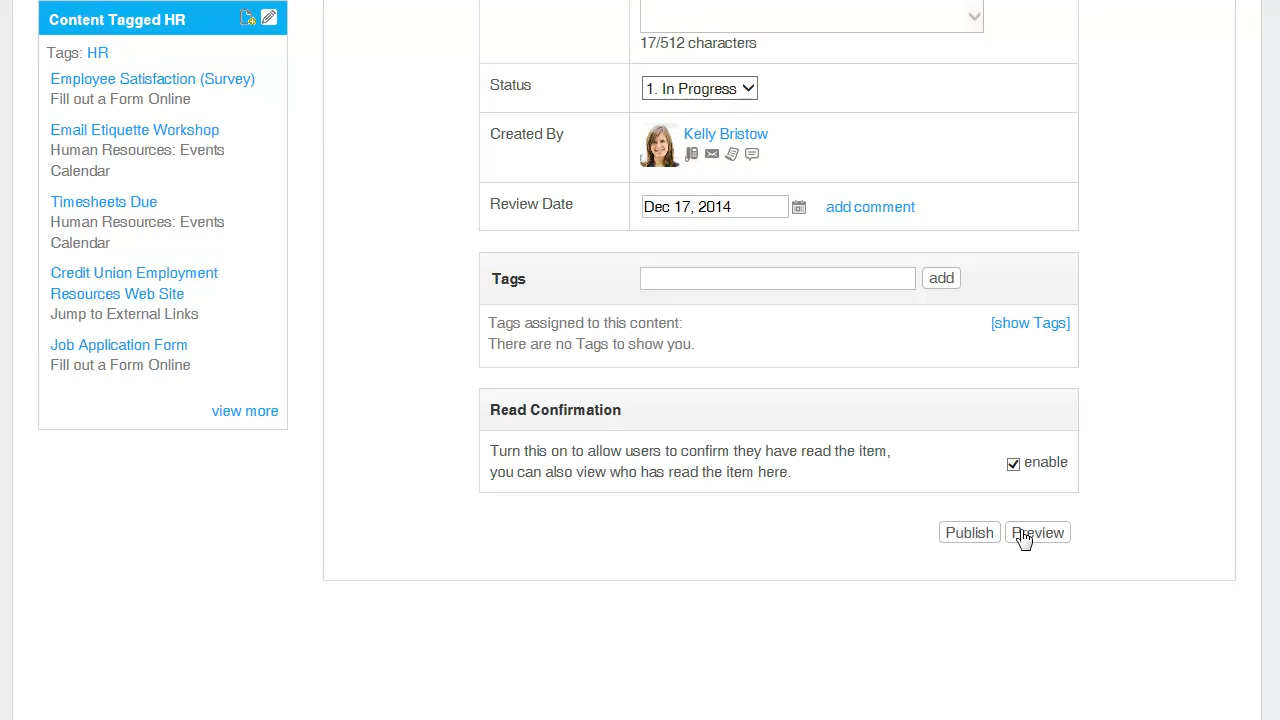 Content Tagged HR
Tags: HR
Employee Satisfaction (Survey)
Fill out a Form Online
Email Etiquette Workshop
Human Resources: Events
Calendar
Timesheets Due
Human Resources: Events
Calendar
Credit Union Employment
Resources Web Site
Jump to External Links
Job Application Form
Fill out a Form Online
view more
17/512 characters
Status
1. In Progress
Created By
Kelly Bristow
Review Date
Dec 17, 2014
add comment
Tags
add
Tags assigned to this content:
[show Tags]
There are no Tags to show you.
Read Confirmation
Turn this on to allow users to confirm they have read the item,
you can also view who has read the item here.
enable
Publish
Preview